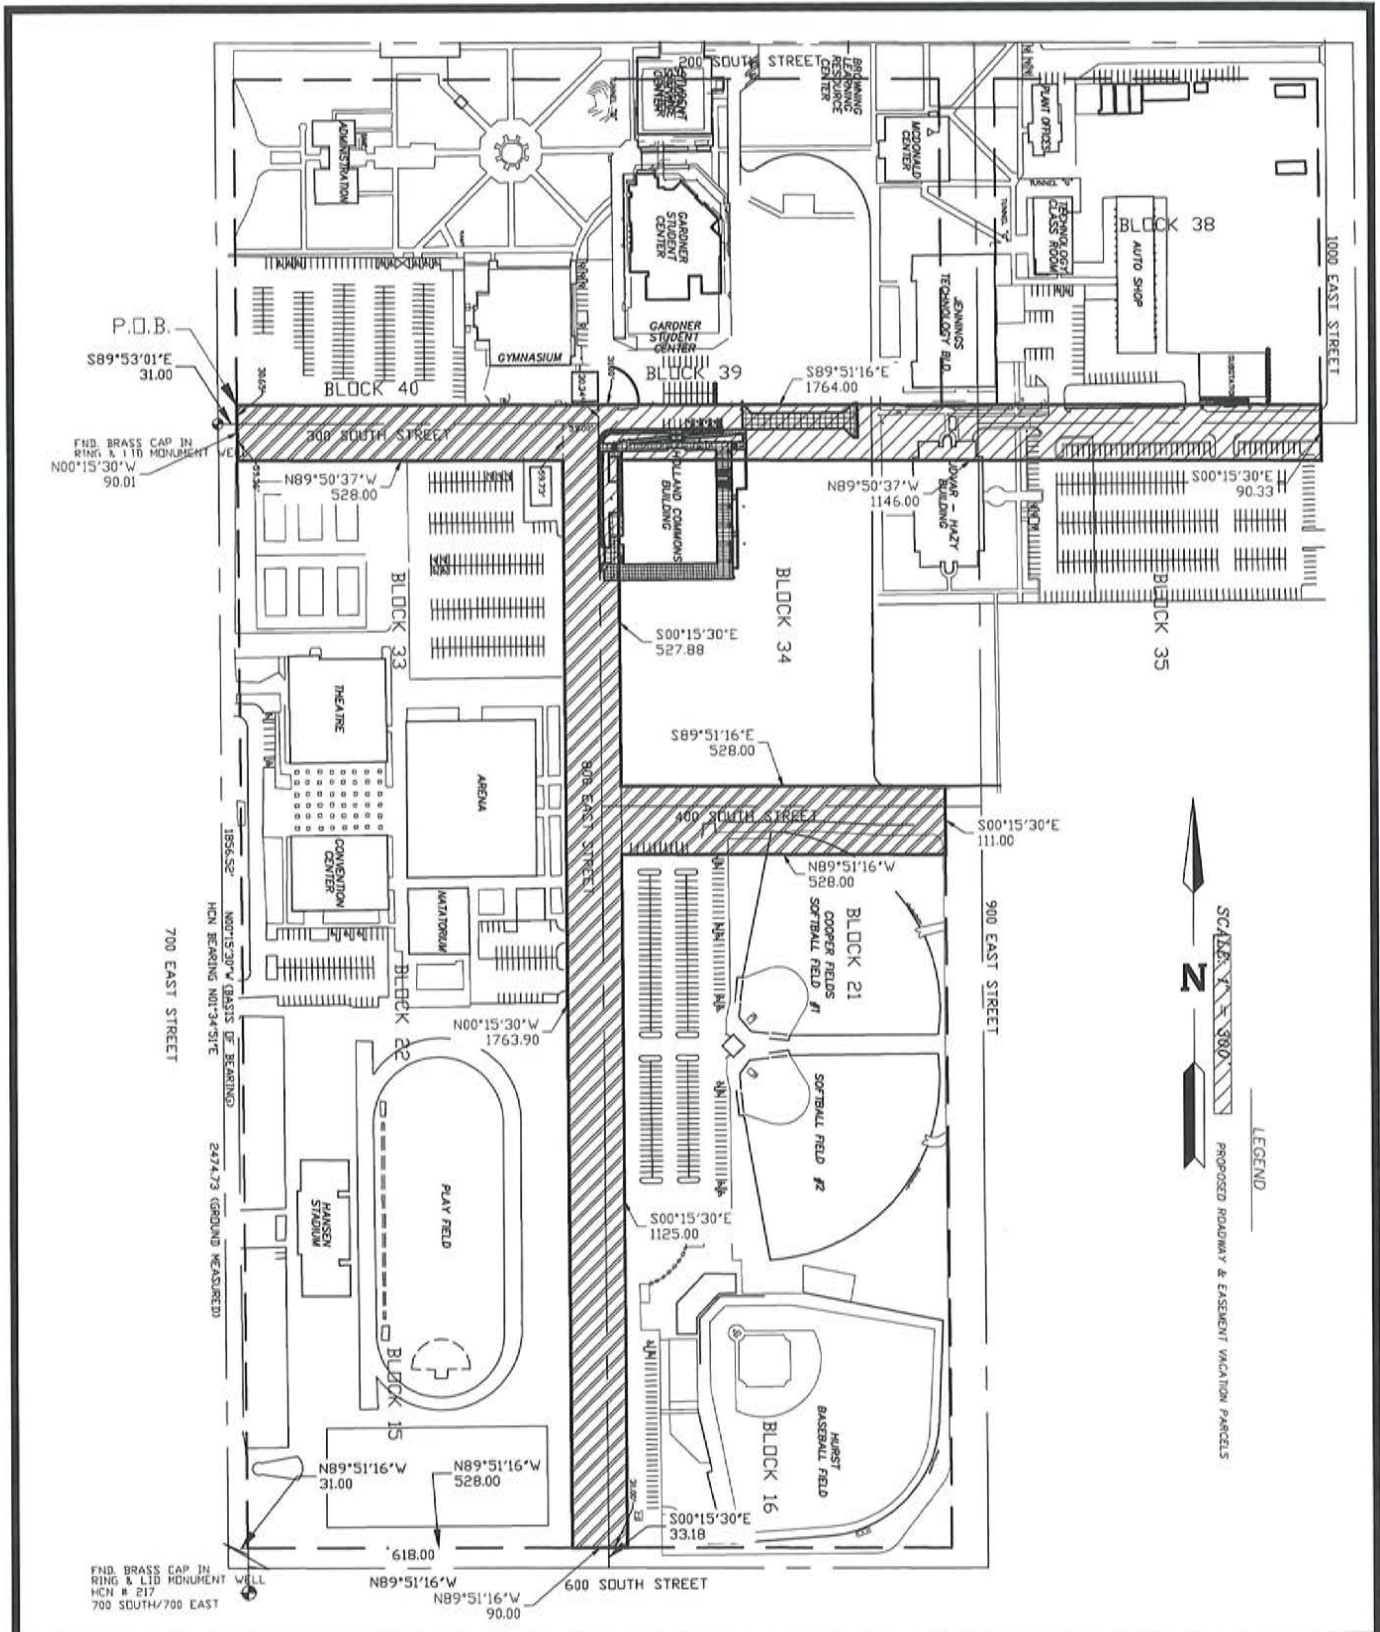 200 SOUTH STREET
BROWNING
LEARNING
RESOURCE
CENTER
ADMINISTRATION
STUDENT
CENTER
MCDONALD
CENTER
PLANT OFFICES
TUNNEL
TUNNEL
TUNNEL
TECHNOLOGY
CLASS ROOM
BLOCK 38
AUTO SHOP
1000 EAST STREET
GARDNER
STUDENT
CENTER
JENNINGS
TECHNOLOGY BLD.
SUBSTATION
P.O.B.
S89°53'01"E
31.00
GYMNASIUM
GARDNER
STUDENT
CENTER
BLOCK 40
BLOCK 39
S89°51'16"E
1764.00
300 SOUTH STREET
FND. BRASS CAP IN
RING & LID MONUMENT WELL
N00°15'30"W
90.01
N89°50'37"W
528.00
HOLLAND COMMONS
BUILDING
N89°50'37"W
1146.00
UDVAR - HAZY
BUILDING
S00°15'30"E
90.33
BLOCK 33
BLOCK 34
BLOCK 35
S00°15'30"E
527.88
THEATRE
ARENA
S89°51'16"E
528.00
800 EAST STREET
400 SOUTH STREET
S00°15'30"E
111.00
N89°51'16"W
528.00
CONVENTION
CENTER
NATATORIUM
BLOCK 21
COOPER FIELDS
SOFTBALL FIELD #1
900 EAST STREET
700 EAST STREET
1856.52'
N00°15'30"W (BASIS OF BEARING)
HCN BEARING N01°34'51"E
2474.73 (GROUND MEASURED)
BLOCK 22
N00°15'30"W
1763.90
SOFTBALL FIELD #2
N
SCALE: 1" = 300'
LEGEND
PROPOSED ROADWAY & EASEMENT VACATION PARCELS
HANSEN
STADIUM
PLAY FIELD
S00°15'30"E
1125.00
BLOCK 15
BLOCK 16
HURST
BASEBALL FIELD
N89°51'16"W
31.00
N89°51'16"W
528.00
S00°15'30"E
33.18
618.00
N89°51'16"W
N89°51'16"W
90.00
600 SOUTH STREET
FND. BRASS CAP IN
RING & LID MONUMENT WELL
HCN # 217
700 SOUTH/700 EAST